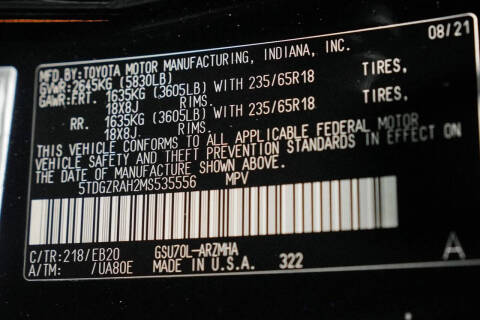 08/21
MFD.BY:TOYOTA MOTOR MANUFACTURING, INDIANA, INC.
GVWR:2645KG (5830LB)
GAWR:FRT. 1635KG (3605LB) WITH 235/65R18 TIRES,
18X8J. RIMS.
RR. 1635KG (3605LB) WITH 235/65R18 TIRES,
18X8J. RIMS.
THIS VEHICLE CONFORMS TO ALL APPLICABLE FEDERAL MOTOR
VEHICLE SAFETY AND THEFT PREVENTION STANDARDS IN EFFECT ON
THE DATE OF MANUFACTURE SHOWN ABOVE.
5TDGZRAH2MS535556 MPV
C/TR:218/EB20 GSU70L-ARZMHA
A/TM: /UA80E MADE IN U.S.A. 322
A